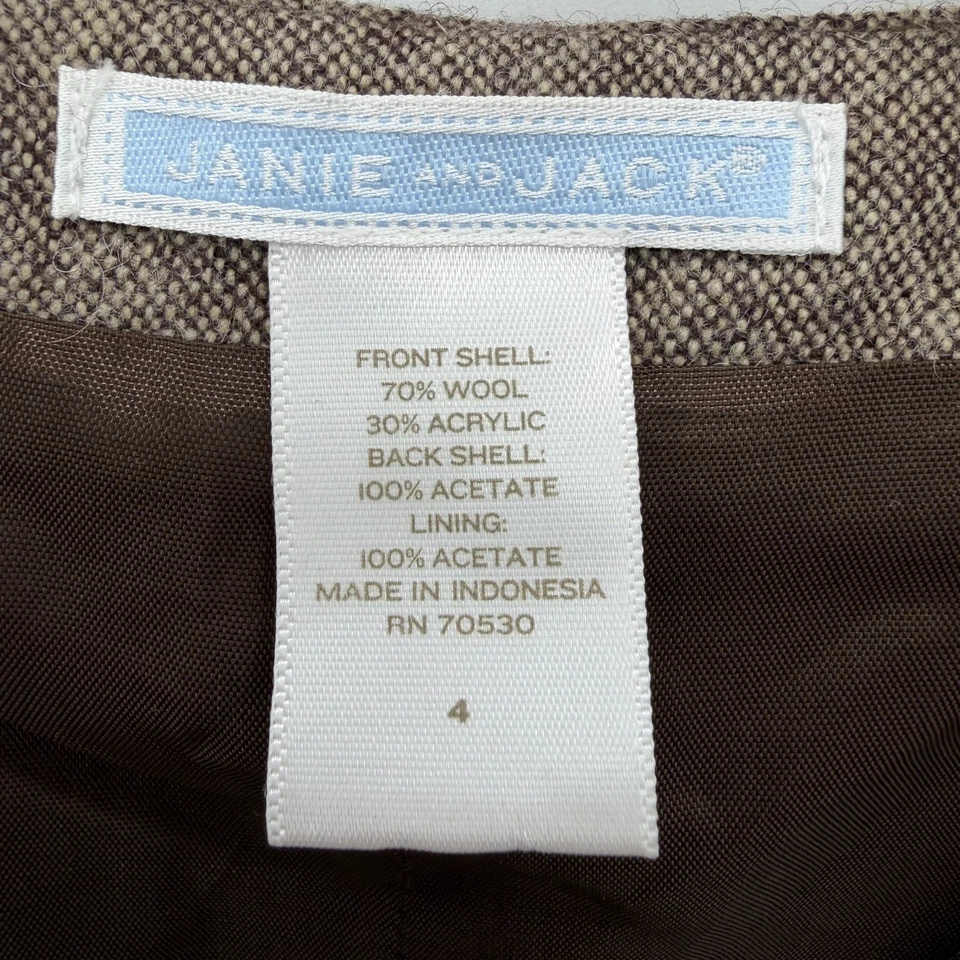 JANIE AND JACK®
FRONT SHELL:
70% WOOL
30% ACRYLIC
BACK SHELL:
100% ACETATE
LINING:
100% ACETATE
MADE IN INDONESIA
RN 70530
4